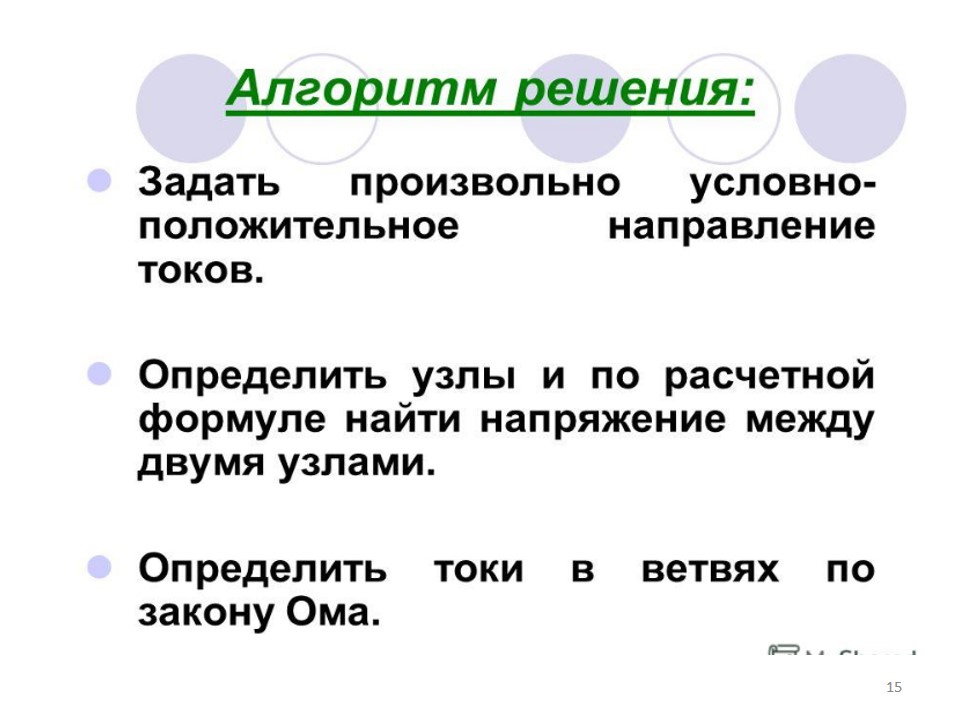 Алгоритм решения:
Задать произвольно условно-
положительное направление
токов.
Определить узлы и по расчетной
формуле найти напряжение между
двумя узлами.
Определить токи в ветвях по
закону Ома.
15